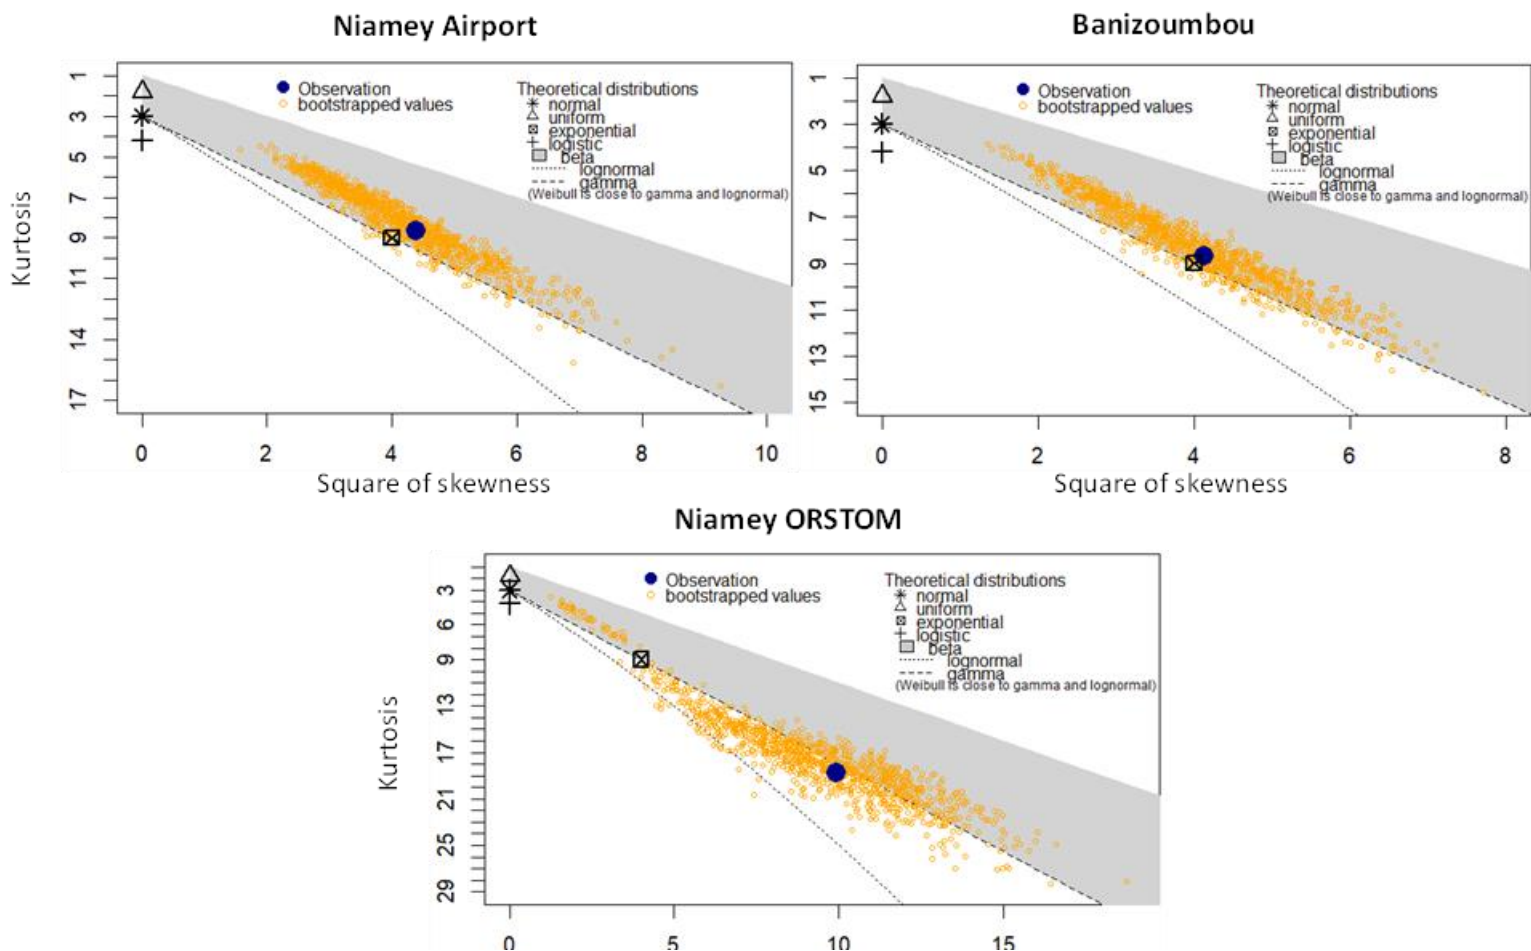 Niamey Airport
Banizoumbou
Observation
bootstrapped values
Theoretical distributions
normal
uniform
exponential
logistic
beta
lognormal
gamma
(Weibull is close to gamma and lognormal)
Kurtosis
1
3
5
7
9
11
14
17
0
2
4
6
8
10
Square of skewness
Observation
bootstrapped values
Theoretical distributions
normal
uniform
exponential
logistic
beta
lognormal
gamma
(Weibull is close to gamma and lognormal)
1
3
5
7
9
11
13
15
0
2
4
6
8
Square of skewness
Niamey ORSTOM
Observation
bootstrapped values
Theoretical distributions
normal
uniform
exponential
logistic
beta
lognormal
gamma
(Weibull is close to gamma and lognormal)
Kurtosis
3
6
9
13
17
21
25
29
0
5
10
15